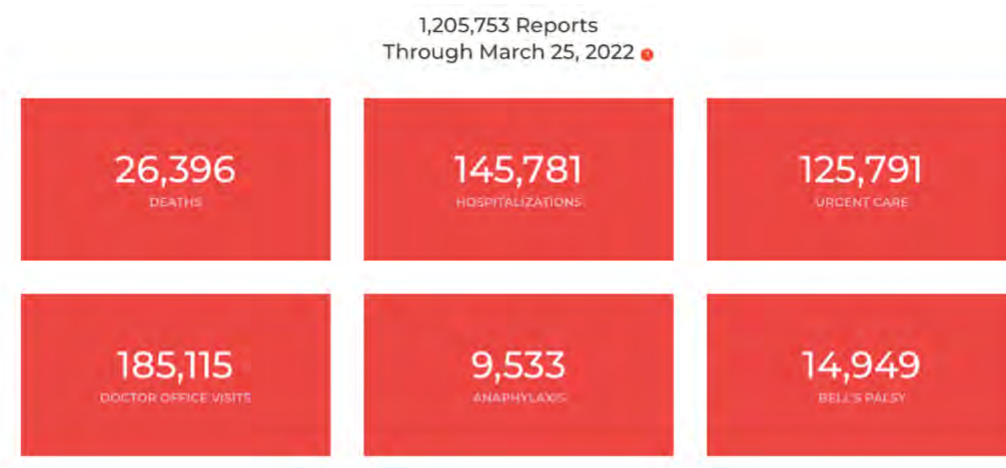 1,205,753 Reports
Through March 25, 2022
26,396
DEATHS
145,781
HOSPITALIZATIONS
125,791
URGENT CARE
185,115
DOCTOR OFFICE VISITS
9,533
ANAPHYLAXIS
14,949
BELL'S PALSY